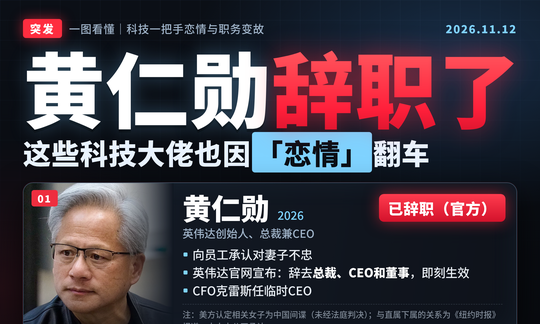 突发 一图看懂｜科技一把手恋情与职务变故 2026.11.12
黄仁勋辞职了
这些科技大佬也因「恋情」翻车
01
黄仁勋 2026 已辞职（官方）
英伟达创始人、总裁兼CEO
向员工承认对妻子不忠
英伟达官网宣布：辞去总裁、CEO和董事，即刻生效
CFO克雷斯任临时CEO
注：美方认定相关女子为中国间谍（未经法庭判决）；与直属下属的关系为《纽约时报》